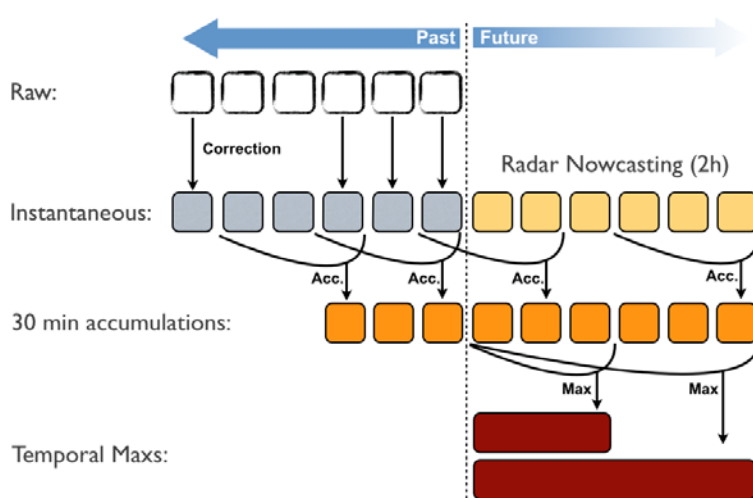 Past Future
Raw:
Correction
Radar Nowcasting (2h)
Instantaneous:
Acc. Acc. Acc. Acc.
30 min accumulations:
Max Max
Temporal Maxs: